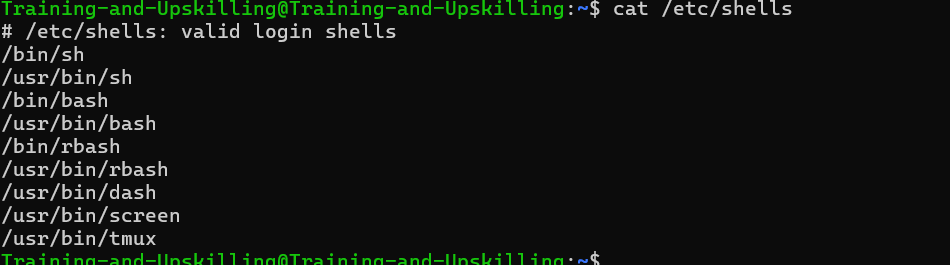 Training-and-Upskilling@Training-and-Upskilling:~$ cat /etc/shells
# /etc/shells: valid login shells
/bin/sh
/usr/bin/sh
/bin/bash
/usr/bin/bash
/bin/rbash
/usr/bin/rbash
/usr/bin/dash
/usr/bin/screen
/usr/bin/tmux
Training-and-Upskilling@Training-and-Upskilling:~$